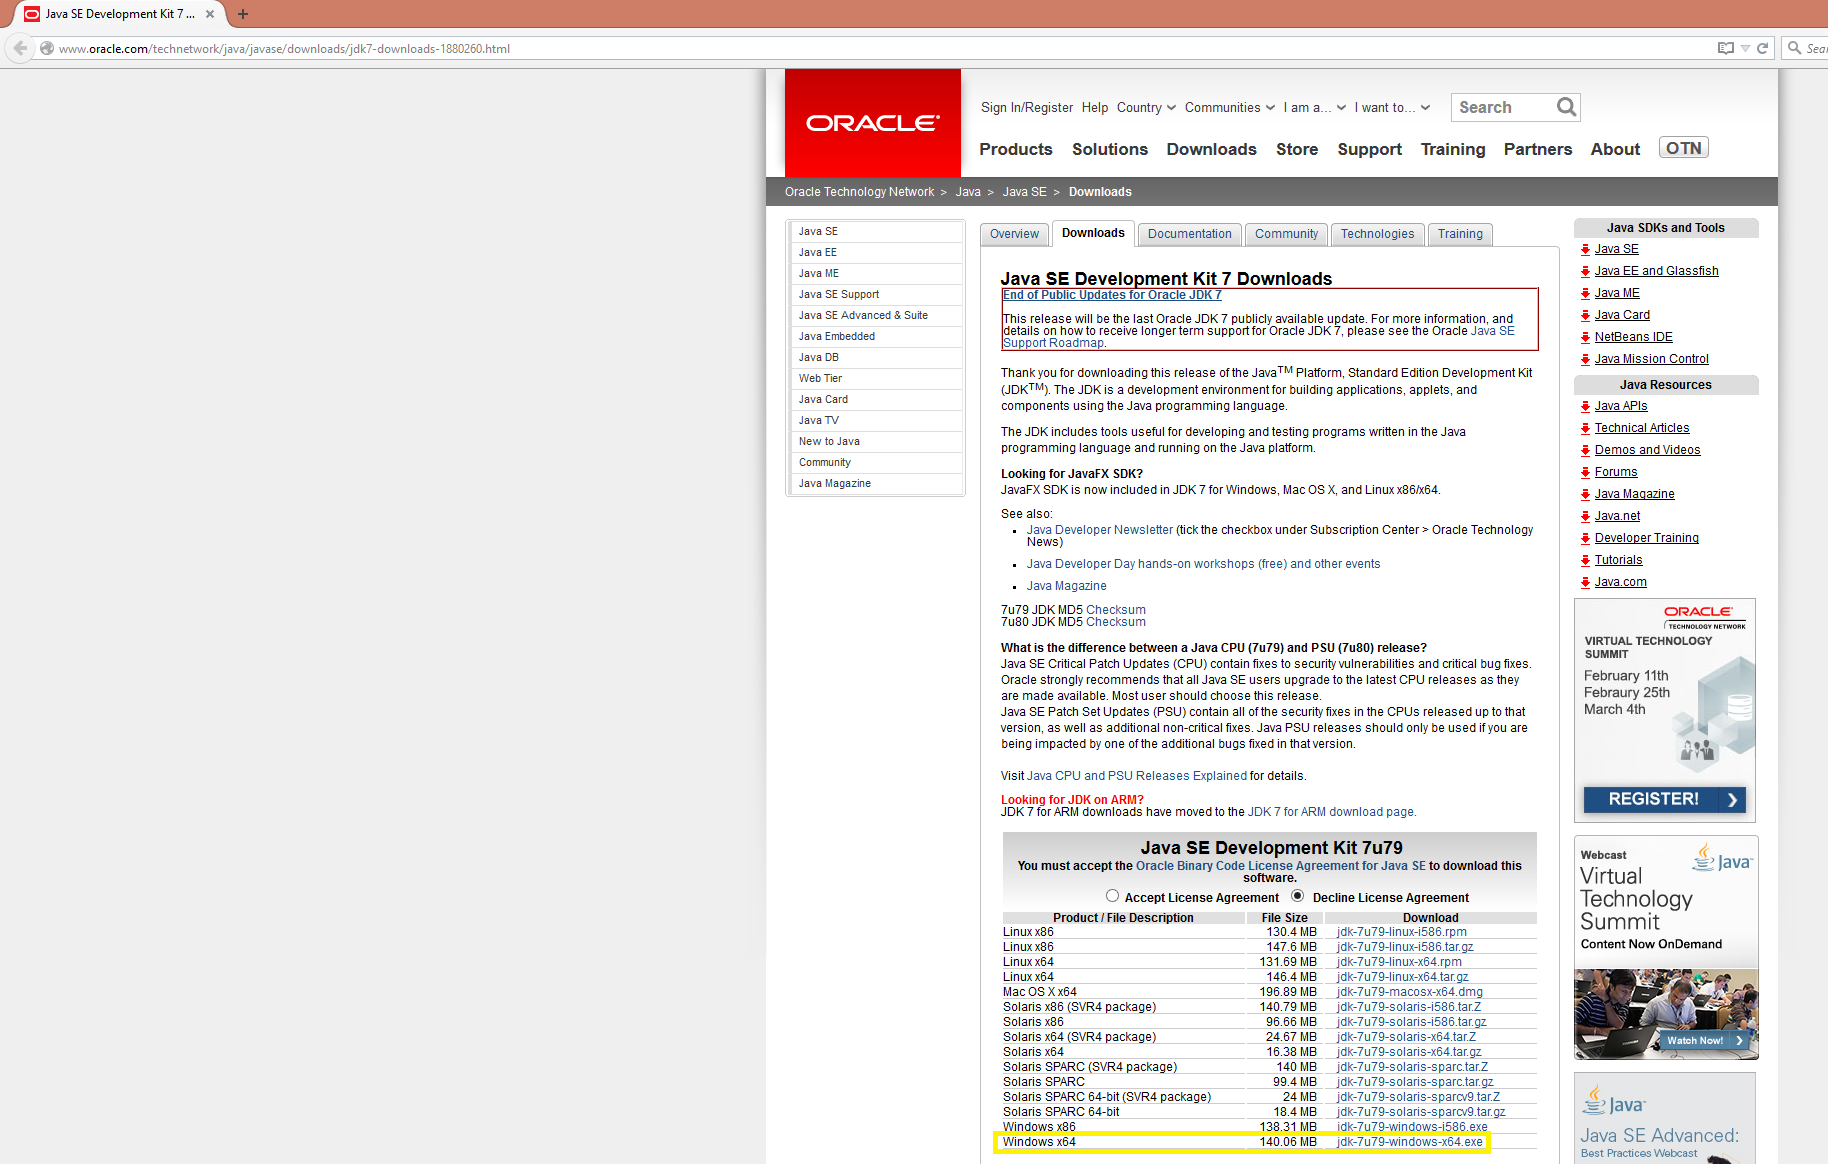 Java SE Development Kit 7 ...
www.oracle.com/technetwork/java/javase/downloads/jdk7-downloads-1880260.html
Sear
ORACLE
Sign In/Register Help Country Communities I am a... I want to... Search
Products Solutions Downloads Store Support Training Partners About OTN
Oracle Technology Network > Java > Java SE > Downloads
Java SE
Java EE
Java ME
Java SE Support
Java SE Advanced & Suite
Java Embedded
Java DB
Web Tier
Java Card
Java TV
New to Java
Community
Java Magazine
Overview Downloads Documentation Community Technologies Training
Java SE Development Kit 7 Downloads
End of Public Updates for Oracle JDK 7
This release will be the last Oracle JDK 7 publicly available update. For more information, and
details on how to receive longer term support for Oracle JDK 7, please see the Oracle Java SE
Support Roadmap.
Thank you for downloading this release of the Java™ Platform, Standard Edition Development Kit
(JDK™). The JDK is a development environment for building applications, applets, and
components using the Java programming language.
The JDK includes tools useful for developing and testing programs written in the Java
programming language and running on the Java platform.
Looking for JavaFX SDK?
JavaFX SDK is now included in JDK 7 for Windows, Mac OS X, and Linux x86/x64.
See also:
Java Developer Newsletter (tick the checkbox under Subscription Center > Oracle Technology
News)
Java Developer Day hands-on workshops (free) and other events
Java Magazine
7u79 JDK MD5 Checksum
7u80 JDK MD5 Checksum
What is the difference between a Java CPU (7u79) and PSU (7u80) release?
Java SE Critical Patch Updates (CPU) contain fixes to security vulnerabilities and critical bug fixes.
Oracle strongly recommends that all Java SE users upgrade to the latest CPU releases as they
are made available. Most user should choose this release.
Java SE Patch Set Updates (PSU) contain all of the security fixes in the CPUs released up to that
version, as well as additional non-critical fixes. Java PSU releases should only be used if you are
being impacted by one of the additional bugs fixed in that version.
Visit Java CPU and PSU Releases Explained for details.
Looking for JDK on ARM?
JDK 7 for ARM downloads have moved to the JDK 7 for ARM download page.
Java SE Development Kit 7u79
You must accept the Oracle Binary Code License Agreement for Java SE to download this
software.
Accept License Agreement Decline License Agreement
Product / File Description File Size Download
Linux x86 130.4 MB jdk-7u79-linux-i586.rpm
Linux x86 147.6 MB jdk-7u79-linux-i586.tar.gz
Linux x64 131.69 MB jdk-7u79-linux-x64.rpm
Linux x64 146.4 MB jdk-7u79-linux-x64.tar.gz
Mac OS X x64 196.89 MB jdk-7u79-macosx-x64.dmg
Solaris x86 (SVR4 package) 140.79 MB jdk-7u79-solaris-i586.tar.Z
Solaris x86 96.66 MB jdk-7u79-solaris-i586.tar.gz
Solaris x64 (SVR4 package) 24.67 MB jdk-7u79-solaris-x64.tar.Z
Solaris x64 16.38 MB jdk-7u79-solaris-x64.tar.gz
Solaris SPARC (SVR4 package) 140 MB jdk-7u79-solaris-sparc.tar.Z
Solaris SPARC 99.4 MB jdk-7u79-solaris-sparc.tar.gz
Solaris SPARC 64-bit (SVR4 package) 24 MB jdk-7u79-solaris-sparcv9.tar.Z
Solaris SPARC 64-bit 18.4 MB jdk-7u79-solaris-sparcv9.tar.gz
Windows x86 138.31 MB jdk-7u79-windows-i586.exe
Windows x64 140.06 MB jdk-7u79-windows-x64.exe
Java SDKs and Tools
Java SE
Java EE and Glassfish
Java ME
Java Card
NetBeans IDE
Java Mission Control
Java Resources
Java APIs
Technical Articles
Demos and Videos
Forums
Java Magazine
Java.net
Developer Training
Tutorials
Java.com
ORACLE
TECHNOLOGY NETWORK
VIRTUAL TECHNOLOGY
SUMMIT
February 11th
Febraury 25th
March 4th
REGISTER!
Webcast
Java
Virtual
Technology
Summit
Content Now OnDemand
Watch Now!
Java
Java SE Advanced:
Best Practices Webcast